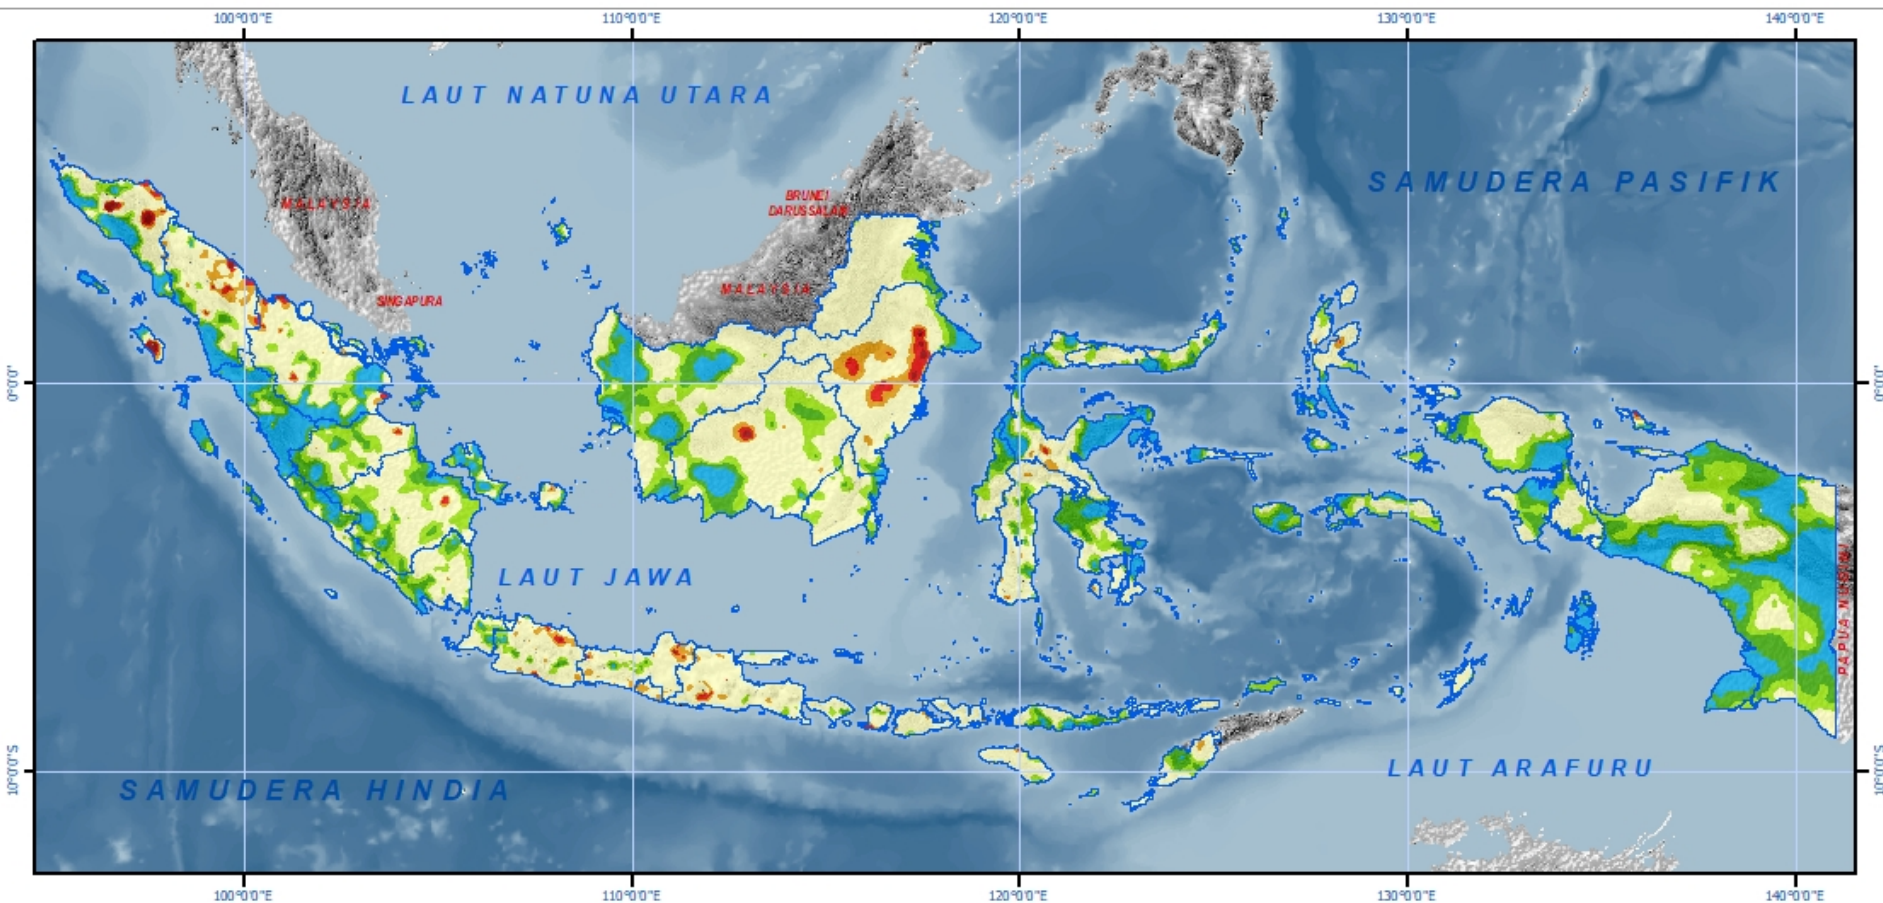 100°0'0"E 110°0'0"E 120°0'0"E 130°0'0"E 140°0'0"E
LAUT NATUNA UTARA
SAMUDERA PASIFIK
BRUNEI
DARUSSALAM
MALAYSIA
MALAYSIA
SINGAPURA
0°0'0"
0°0'0"
PAPUA NUGINI
LAUT JAWA
10°0'0"S
10°0'0"S
LAUT ARAFURU
SAMUDERA HINDIA
100°0'0"E 110°0'0"E 120°0'0"E 130°0'0"E 140°0'0"E